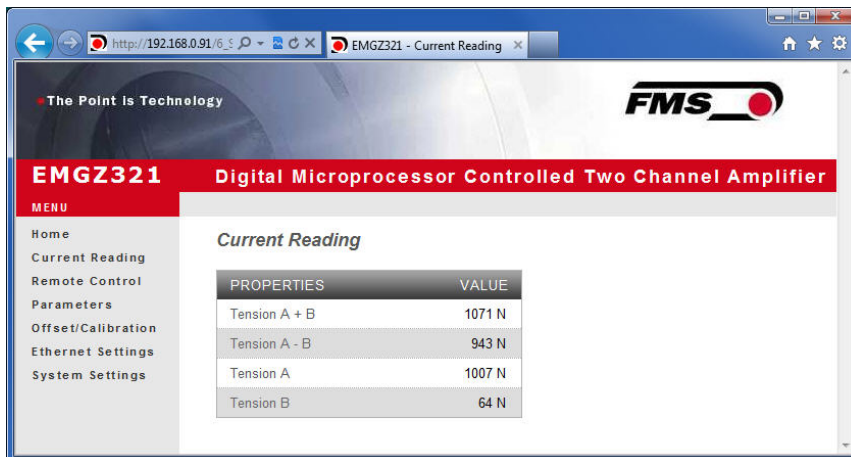 http://192.168.0.91/6_S
EMGZ321 - Current Reading
The Point is Technology
FMS
EMGZ321
Digital Microprocessor Controlled Two Channel Amplifier
MENU
Home
Current Reading
Remote Control
Parameters
Offset/Calibration
Ethernet Settings
System Settings
Current Reading
PROPERTIES VALUE
Tension A + B 1071 N
Tension A - B 943 N
Tension A 1007 N
Tension B 64 N